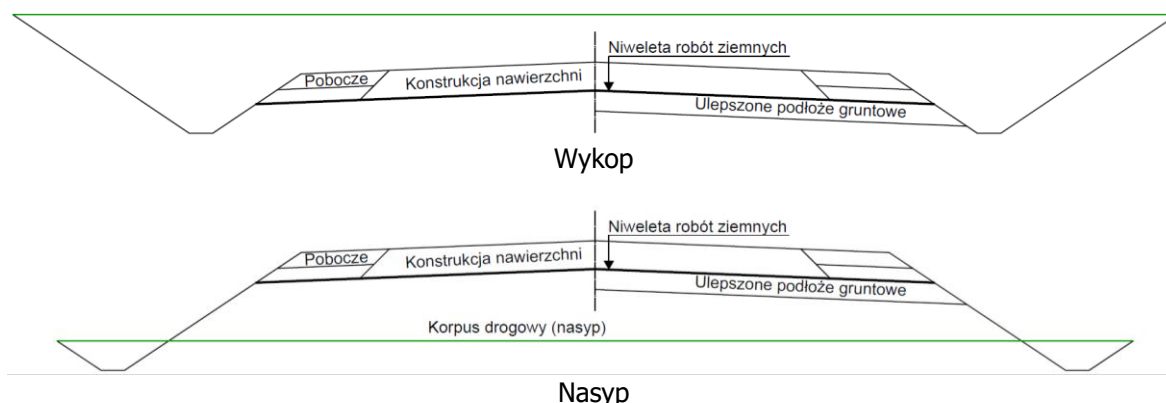 Niweleta robót ziemnych
Pobocze
Konstrukcja nawierzchni
Ulepszone podłoże gruntowe
Wykop
Niweleta robót ziemnych
Pobocze
Konstrukcja nawierzchni
Ulepszone podłoże gruntowe
Korpus drogowy (nasyp)
Nasyp